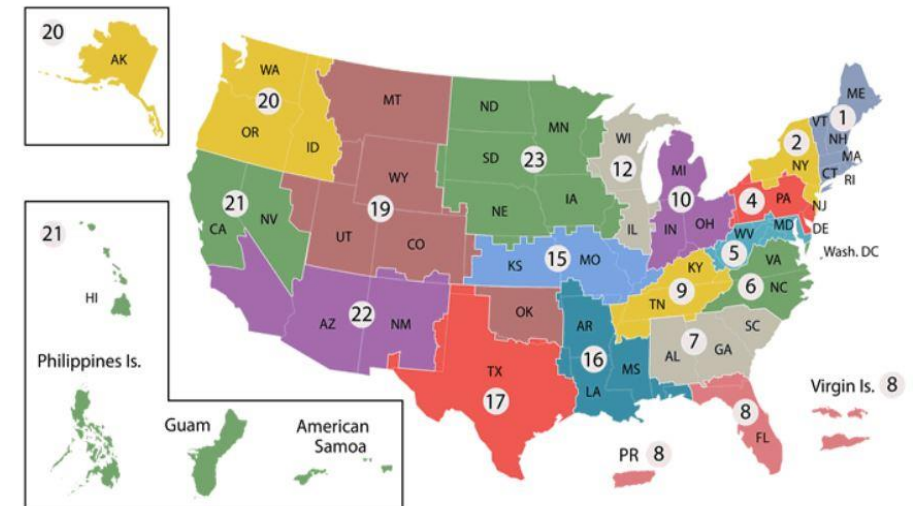 20
AK
WA
20
OR
ID
MT
WY
19
UT
CO
ND
MN
SD
23
NE
IA
WI
12
IL
MI
10
IN
OH
ME
VT
1
NH
MA
CT
RI
2
NY
4
PA
NJ
DE
WV
MD
5
Wash. DC
VA
6
NC
21
CA
NV
22
AZ
NM
KS
15
MO
KY
9
TN
OK
AR
16
MS
LA
7
SC
AL
GA
TX
17
8
FL
PR 8
Virgin Is. 8
21
HI
Philippines Is.
Guam
American
Samoa